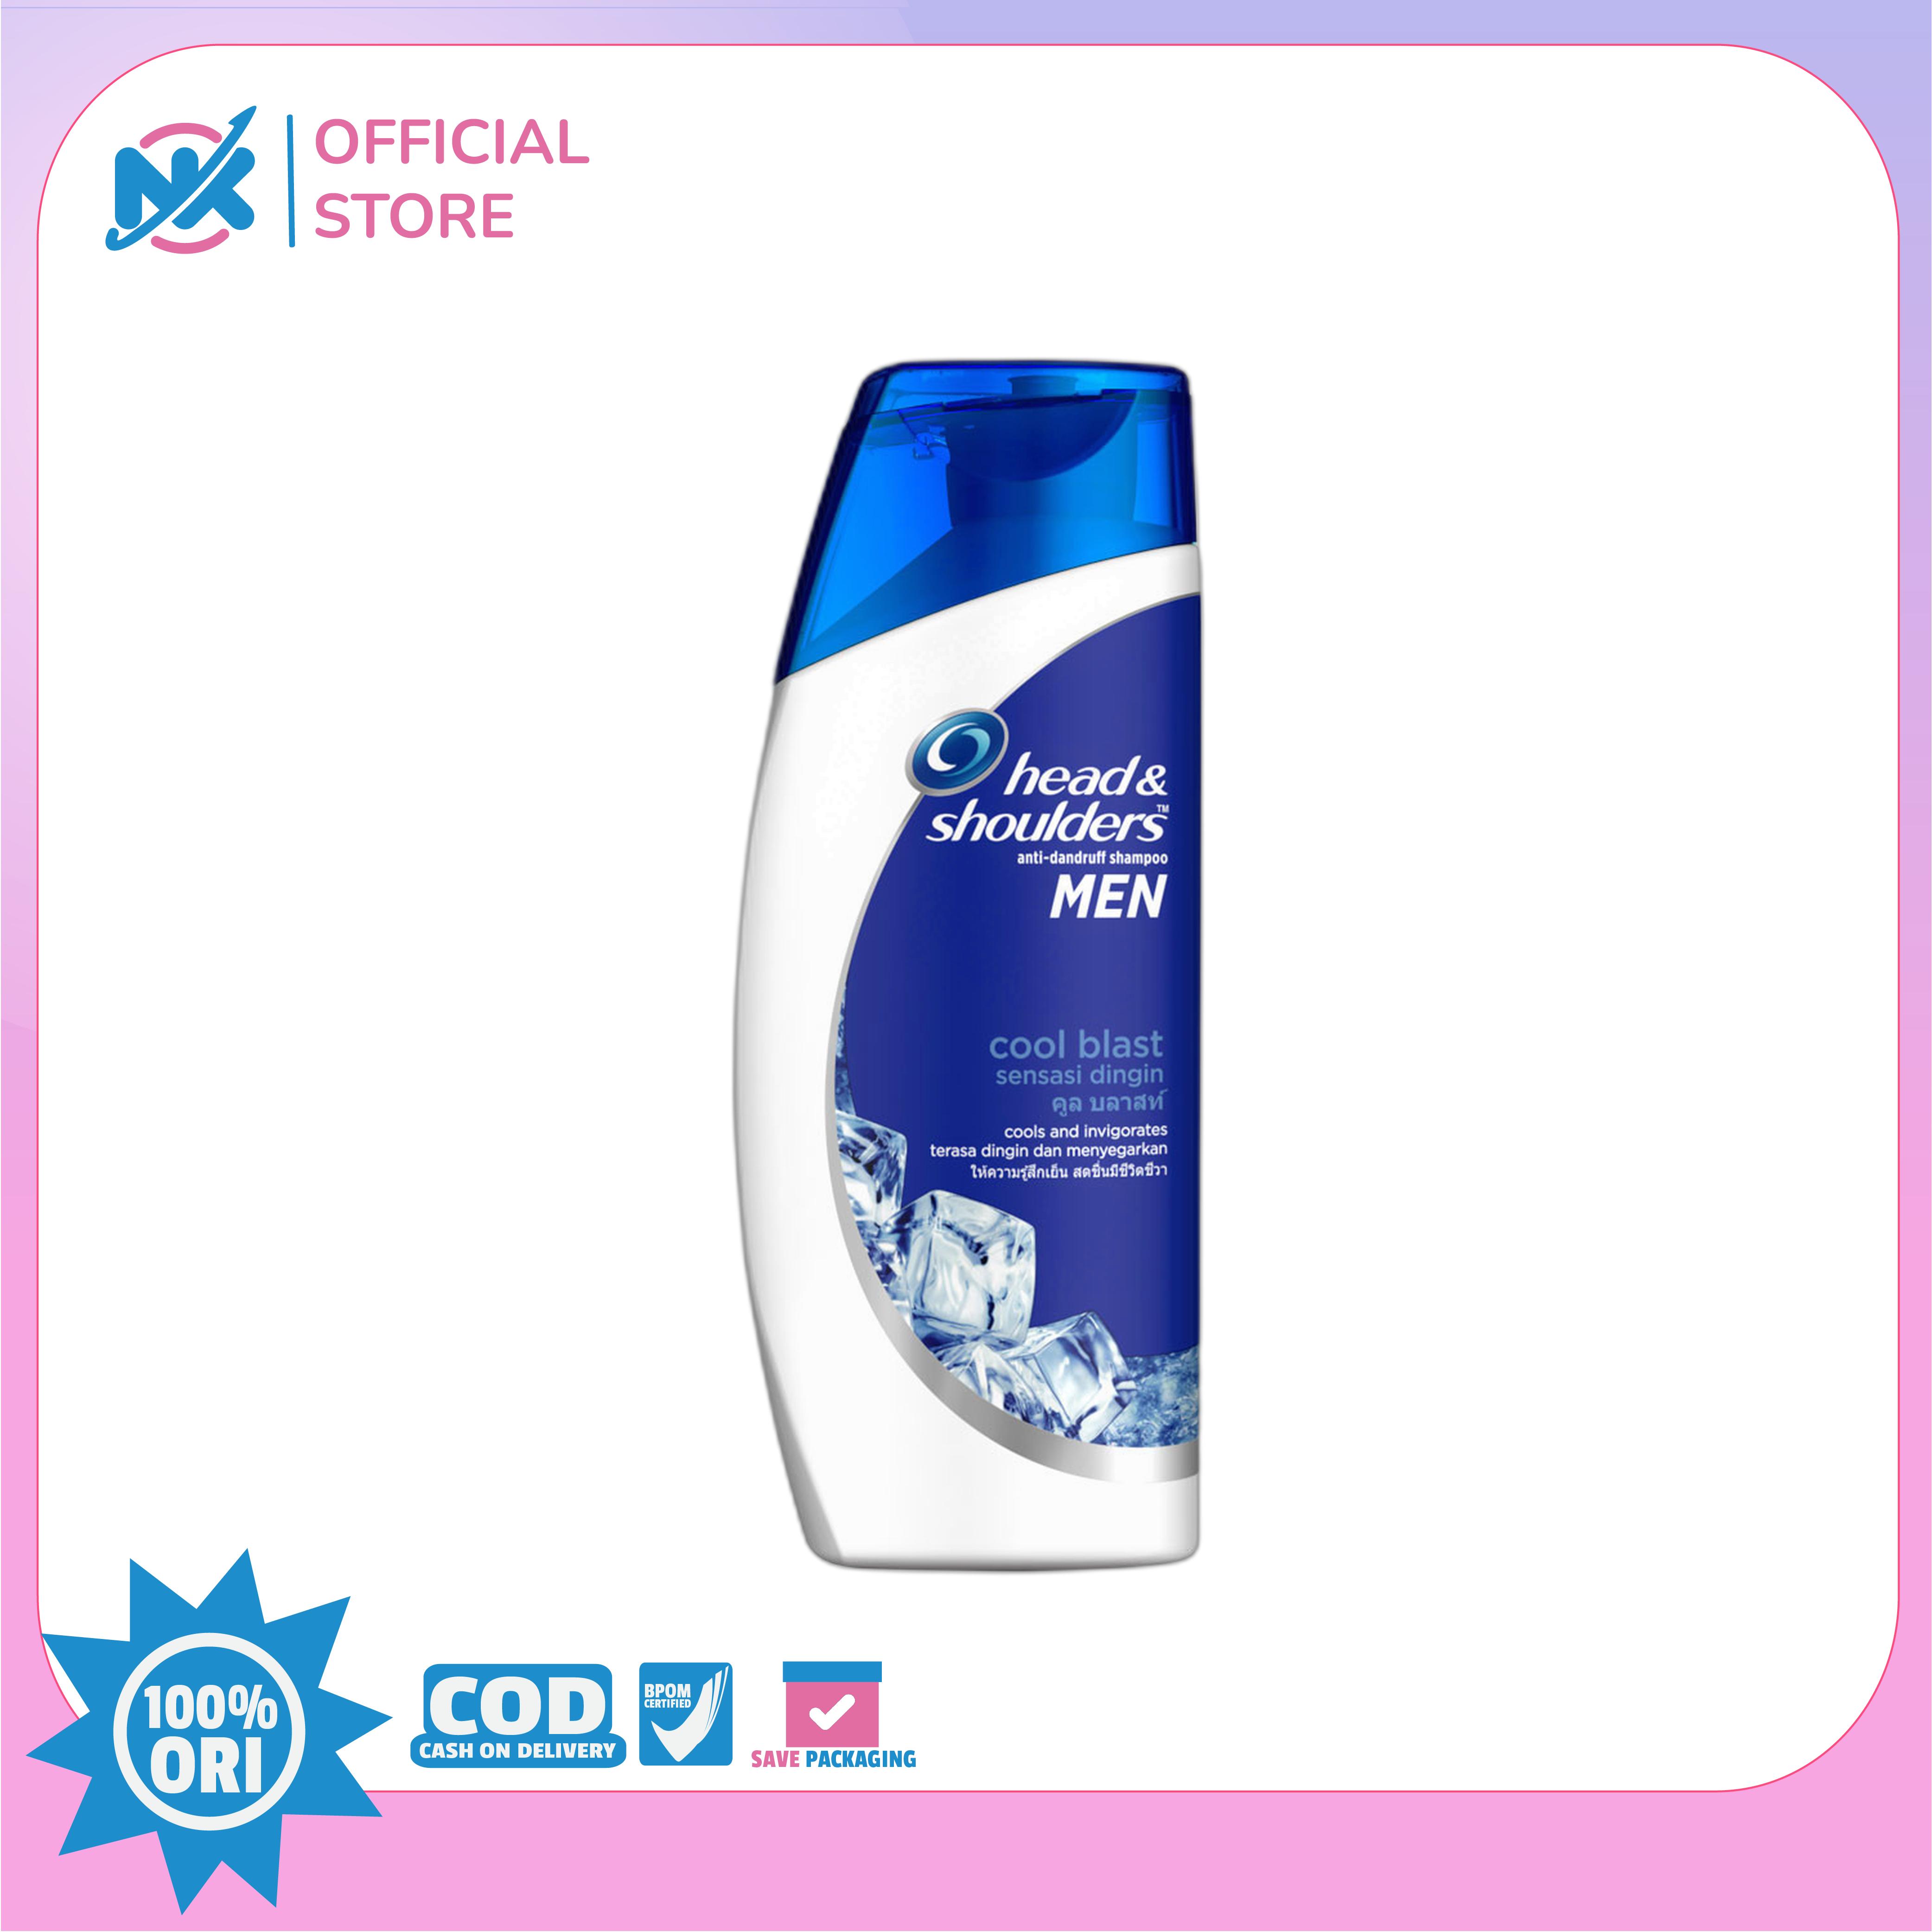 NK
OFFICIAL
STORE
head &
shoulders™
anti-dandruff shampoo
MEN
cool blast
sensasi dingin
คูล บลาสท์
cools and invigorates
terasa dingin dan menyegarkan
ให้ความรู้สึกเย็น สดชื่นมีชีวิตชีวา
100%
ORI
COD
CASH ON DELIVERY
BPOM
CERTIFIED
SAVE PACKAGING